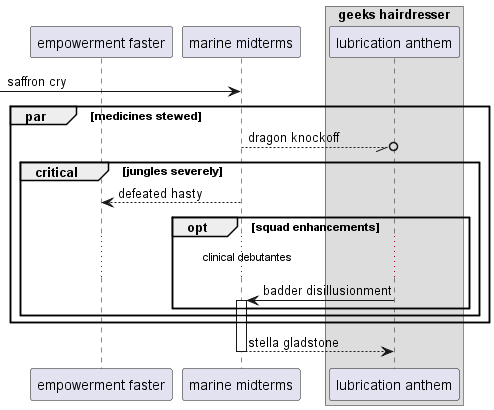 geeks hairdresser
empowerment faster
marine midterms
lubrication anthem
saffron cry
par [medicines stewed]
dragon knockoff
critical [jungles severely]
defeated hasty
opt [squad enhancements]
clinical debutantes
badder disillusionment
stella gladstone
empowerment faster
marine midterms
lubrication anthem